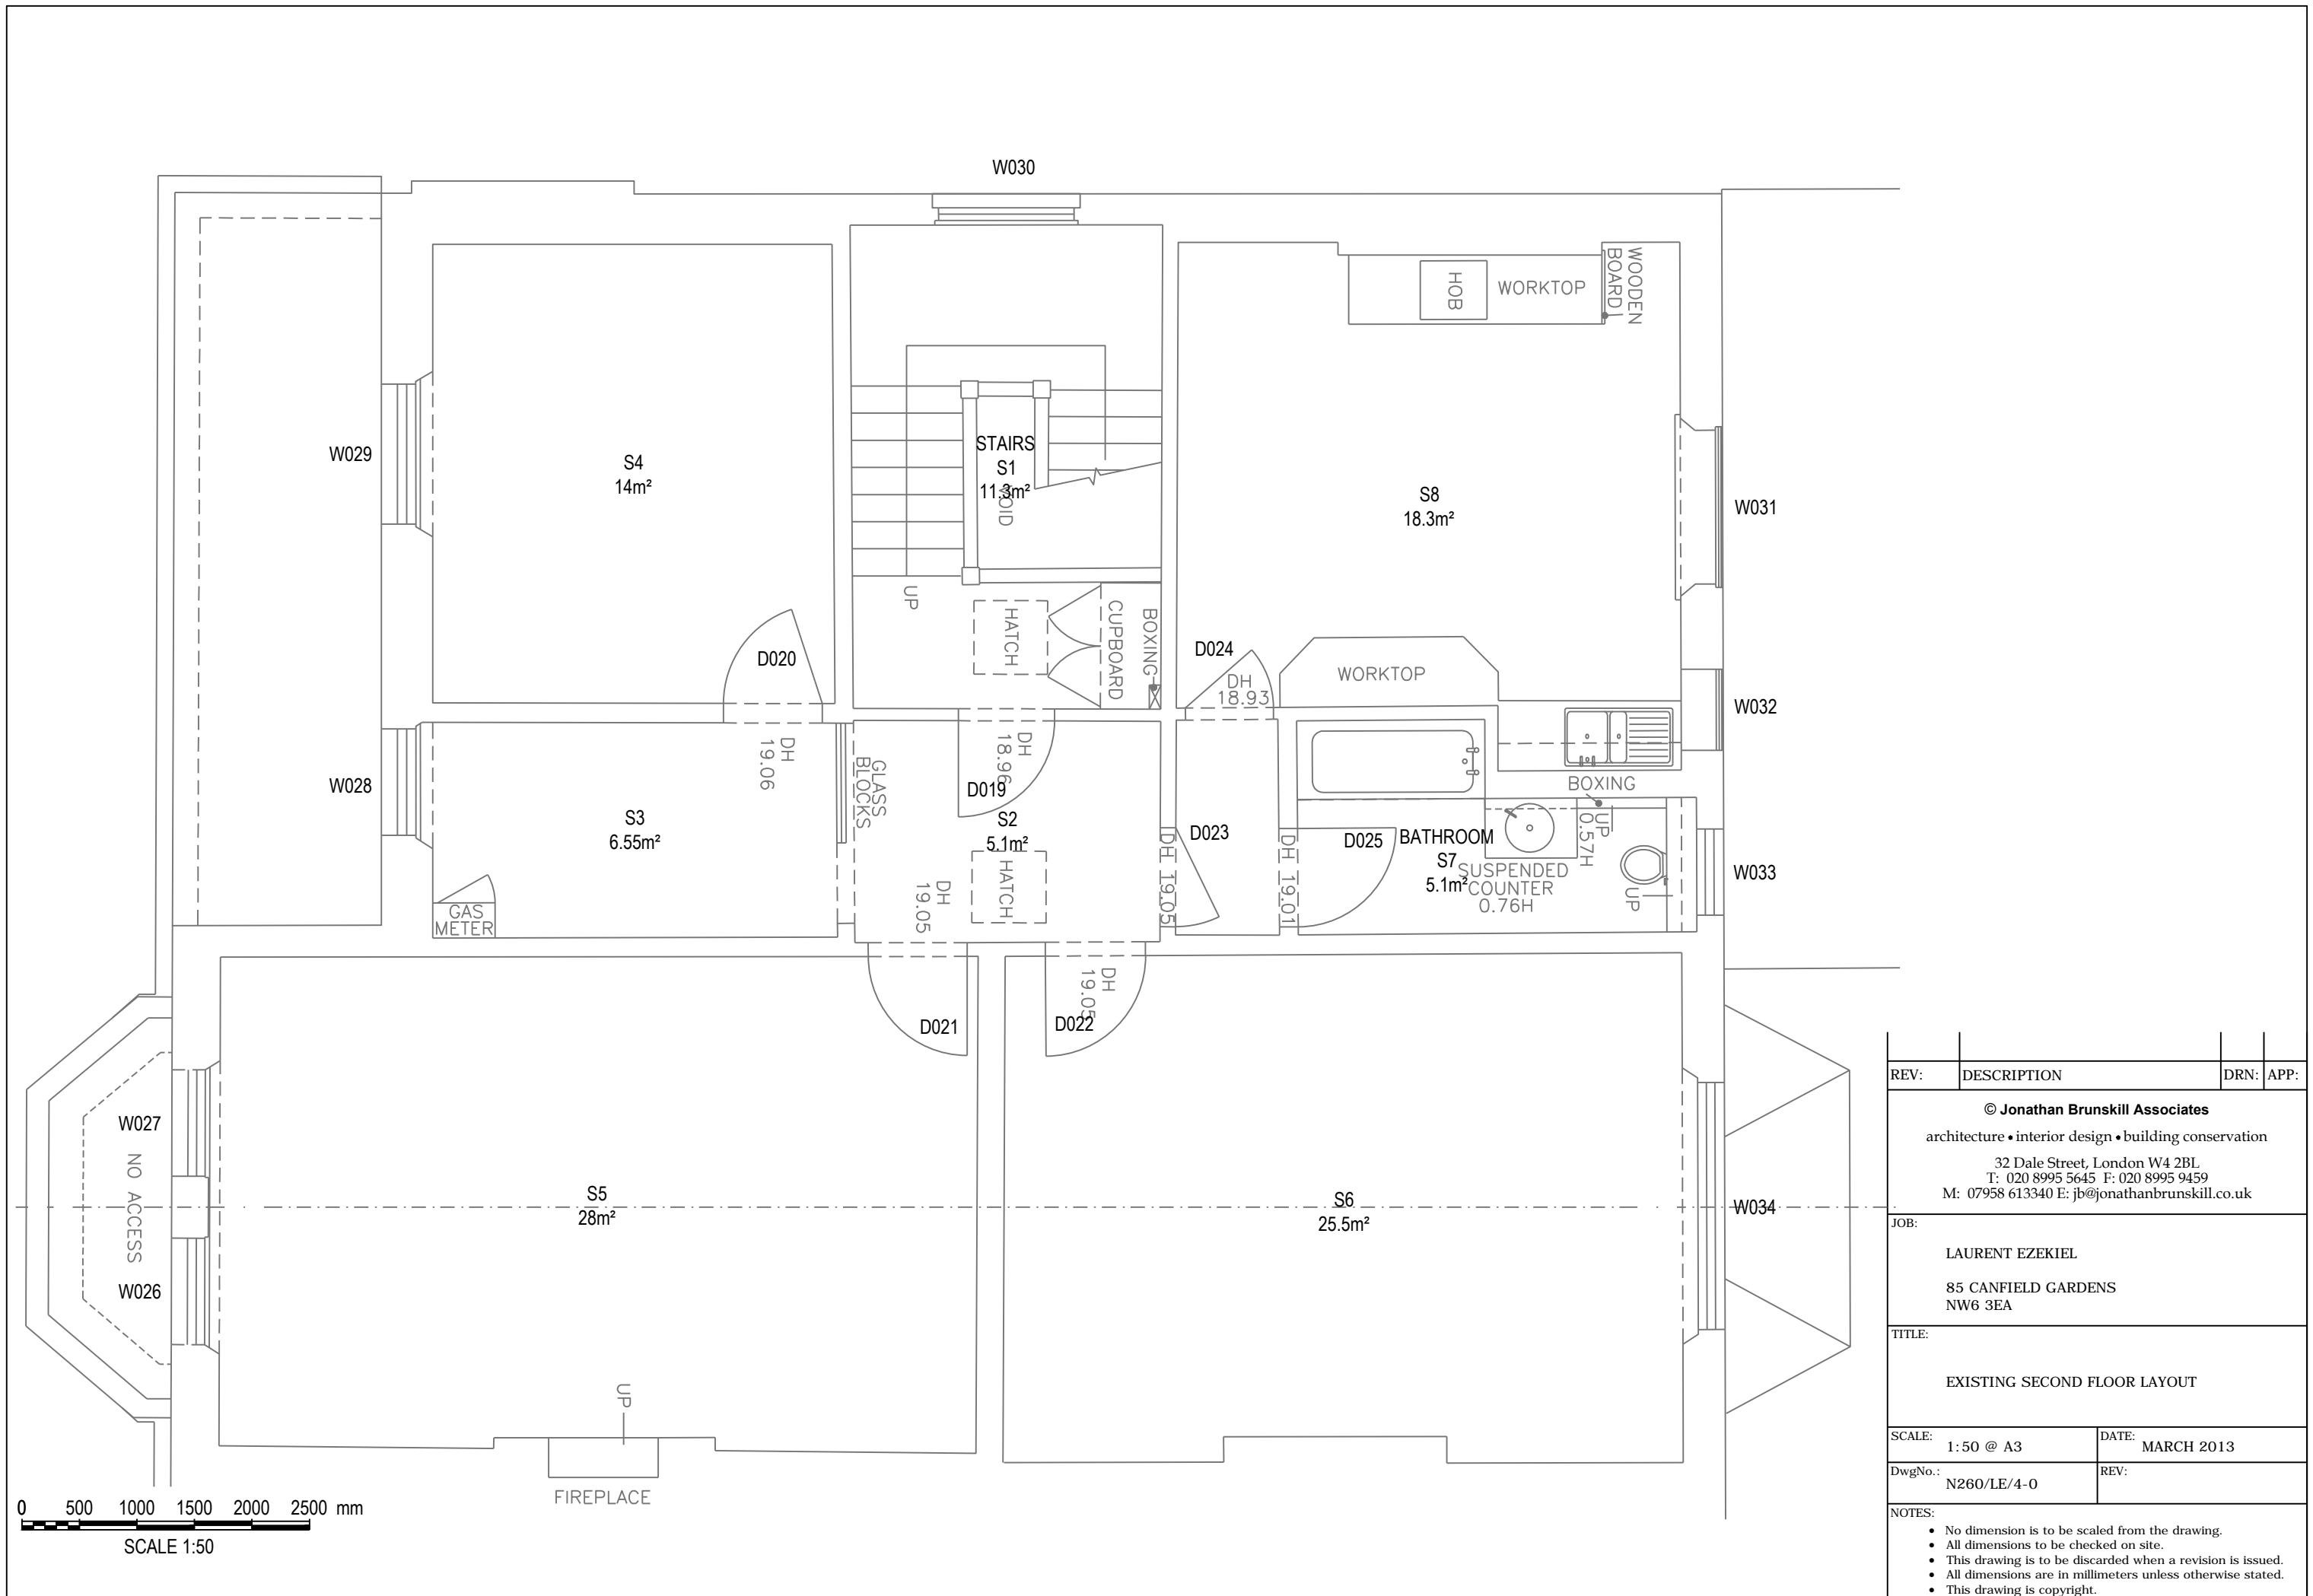 W030
WOODEN
BOARD
HOB
WORKTOP
W029
S4
14m²
STAIRS
S1
11.3m²
VOID
S8
18.3m²
W031
UP
HATCH
CUPBOARD
BOXING
D020
D024
DH
18.93
WORKTOP
W032
DH
19.06
GLASS
BLOCKS
DH
18.96
D019
W028
S3
6.55m²
S2
5.1m²
HATCH
DH
19.05
D023
DH 19.05
DH 19.01
D025
BATHROOM
S7
5.1m²
SUSPENDED
COUNTER
0.76H
BOXING
UP
0.57H
UP
W033
GAS
METER
D021
DH
19.05
D022
W027
NO ACCESS
W026
S5
28m²
S6
25.5m²
W034
UP
FIREPLACE
0 500 1000 1500 2000 2500 mm
SCALE 1:50
REV: DESCRIPTION DRN: APP:
© Jonathan Brunskill Associates
architecture • interior design • building conservation
32 Dale Street, London W4 2BL
T: 020 8995 5645 F: 020 8995 9459
M: 07958 613340 E: jb@jonathanbrunskill.co.uk
JOB:
LAURENT EZEKIEL
85 CANFIELD GARDENS
NW6 3EA
TITLE:
EXISTING SECOND FLOOR LAYOUT
SCALE: 1:50 @ A3 DATE: MARCH 2013
DwgNo.: N260/LE/4-0 REV:
NOTES:
• No dimension is to be scaled from the drawing.
• All dimensions to be checked on site.
• This drawing is to be discarded when a revision is issued.
• All dimensions are in millimeters unless otherwise stated.
• This drawing is copyright.